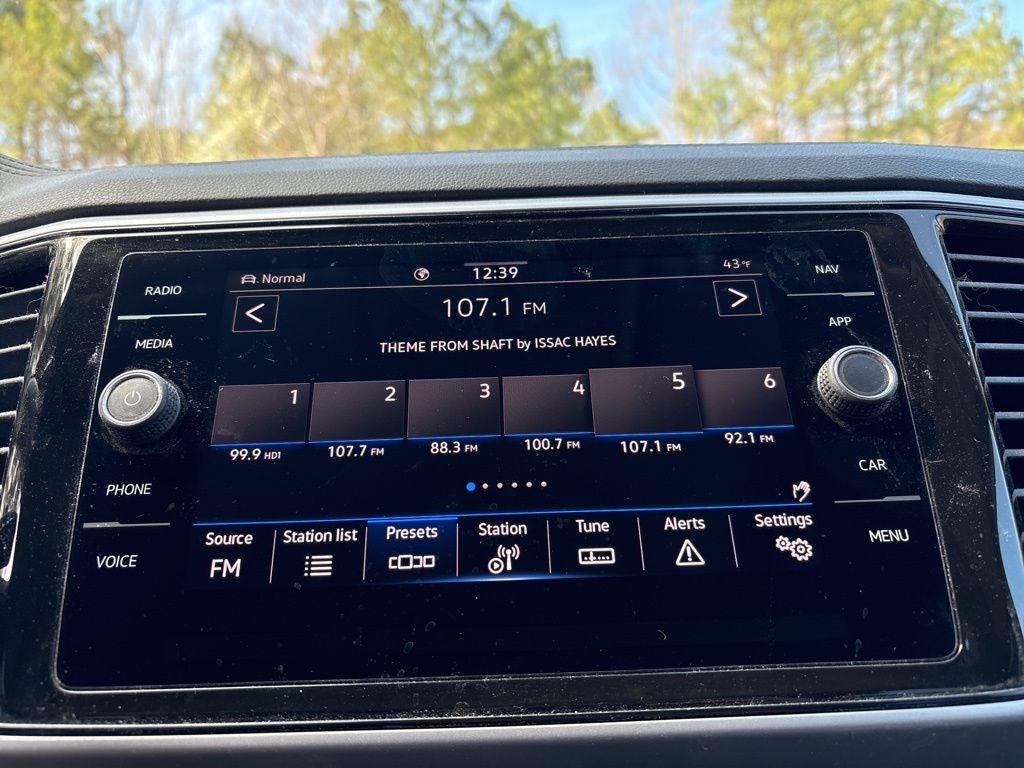 RADIO
MEDIA
PHONE
VOICE
Normal
12:39
43°F
107.1 FM
THEME FROM SHAFT by ISSAC HAYES
1 2 3 4 5 6
99.9 HD1 107.7 FM 88.3 FM 100.7 FM 107.1 FM 92.1 FM
Source Station list Presets Station Tune Alerts Settings
FM
NAV
APP
CAR
MENU